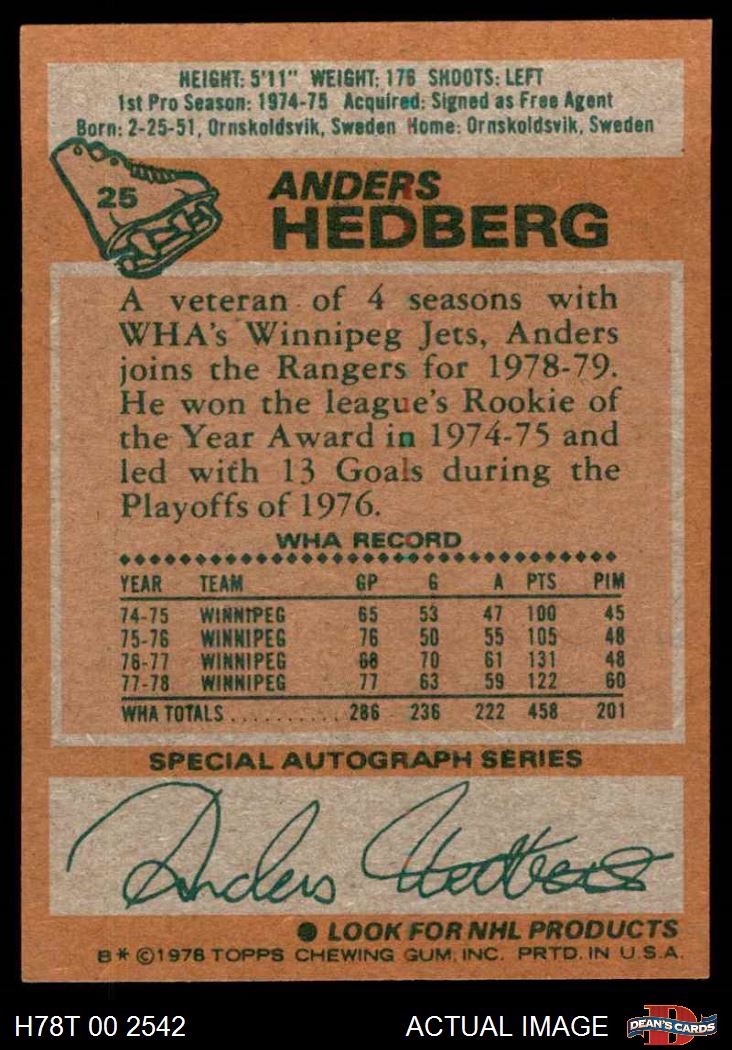 HEIGHT: 5'11" WEIGHT: 176 SHOOTS: LEFT
1st Pro Season: 1974-75 Acquired: Signed as Free Agent
Born: 2-25-51, Ornskoldsvik, Sweden Home: Ornskoldsvik, Sweden
25
ANDERS
HEDBERG
A veteran of 4 seasons with
WHA's Winnipeg Jets, Anders
joins the Rangers for 1978-79.
He won the league's Rookie of
the Year Award in 1974-75 and
led with 13 Goals during the
Playoffs of 1976.
WHA RECORD
YEAR TEAM GP G A PTS PIM
74-75 WINNIPEG 65 53 47 100 45
75-76 WINNIPEG 76 50 55 105 48
76-77 WINNIPEG 68 70 61 131 48
77-78 WINNIPEG 77 63 59 122 60
WHA TOTALS .......... 286 236 222 458 201
SPECIAL AUTOGRAPH SERIES
Anders Hedberg
LOOK FOR NHL PRODUCTS
B* ©1978 TOPPS CHEWING GUM, INC. PRTD. IN U.S.A.
H78T 00 2542 ACTUAL IMAGE D DEAN'S CARDS